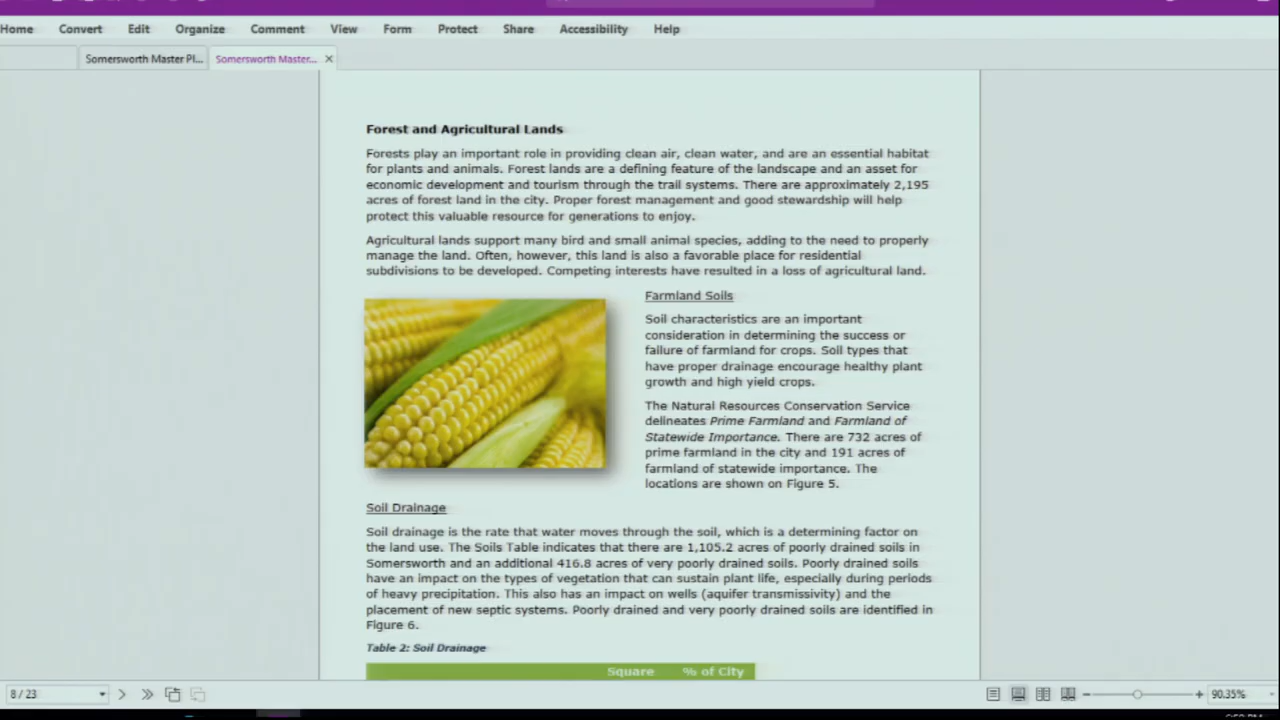 Home Convert Edit Organize Comment View Form Protect Share Accessibility Help
Somersworth Master Pl... Somersworth Master...
Forest and Agricultural Lands
Forests play an important role in providing clean air, clean water, and are an essential habitat
for plants and animals. Forest lands are a defining feature of the landscape and an asset for
economic development and tourism through the trail systems. There are approximately 2,195
acres of forest land in the city. Proper forest management and good stewardship will help
protect this valuable resource for generations to enjoy.
Agricultural lands support many bird and small animal species, adding to the need to properly
manage the land. Often, however, this land is also a favorable place for residential
subdivisions to be developed. Competing interests have resulted in a loss of agricultural land.
Farmland Soils
Soil characteristics are an important
consideration in determining the success or
failure of farmland for crops. Soil types that
have proper drainage encourage healthy plant
growth and high yield crops.
The Natural Resources Conservation Service
delineates Prime Farmland and Farmland of
Statewide Importance. There are 732 acres of
prime farmland in the city and 191 acres of
farmland of statewide importance. The
locations are shown on Figure 5.
Soil Drainage
Soil drainage is the rate that water moves through the soil, which is a determining factor on
the land use. The Soils Table indicates that there are 1,105.2 acres of poorly drained soils in
Somersworth and an additional 416.8 acres of very poorly drained soils. Poorly drained soils
have an impact on the types of vegetation that can sustain plant life, especially during periods
of heavy precipitation. This also has an impact on wells (aquifer transmissivity) and the
placement of new septic systems. Poorly drained and very poorly drained soils are identified in
Figure 6.
Table 2: Soil Drainage
Square % of City
8 / 23 90.35%